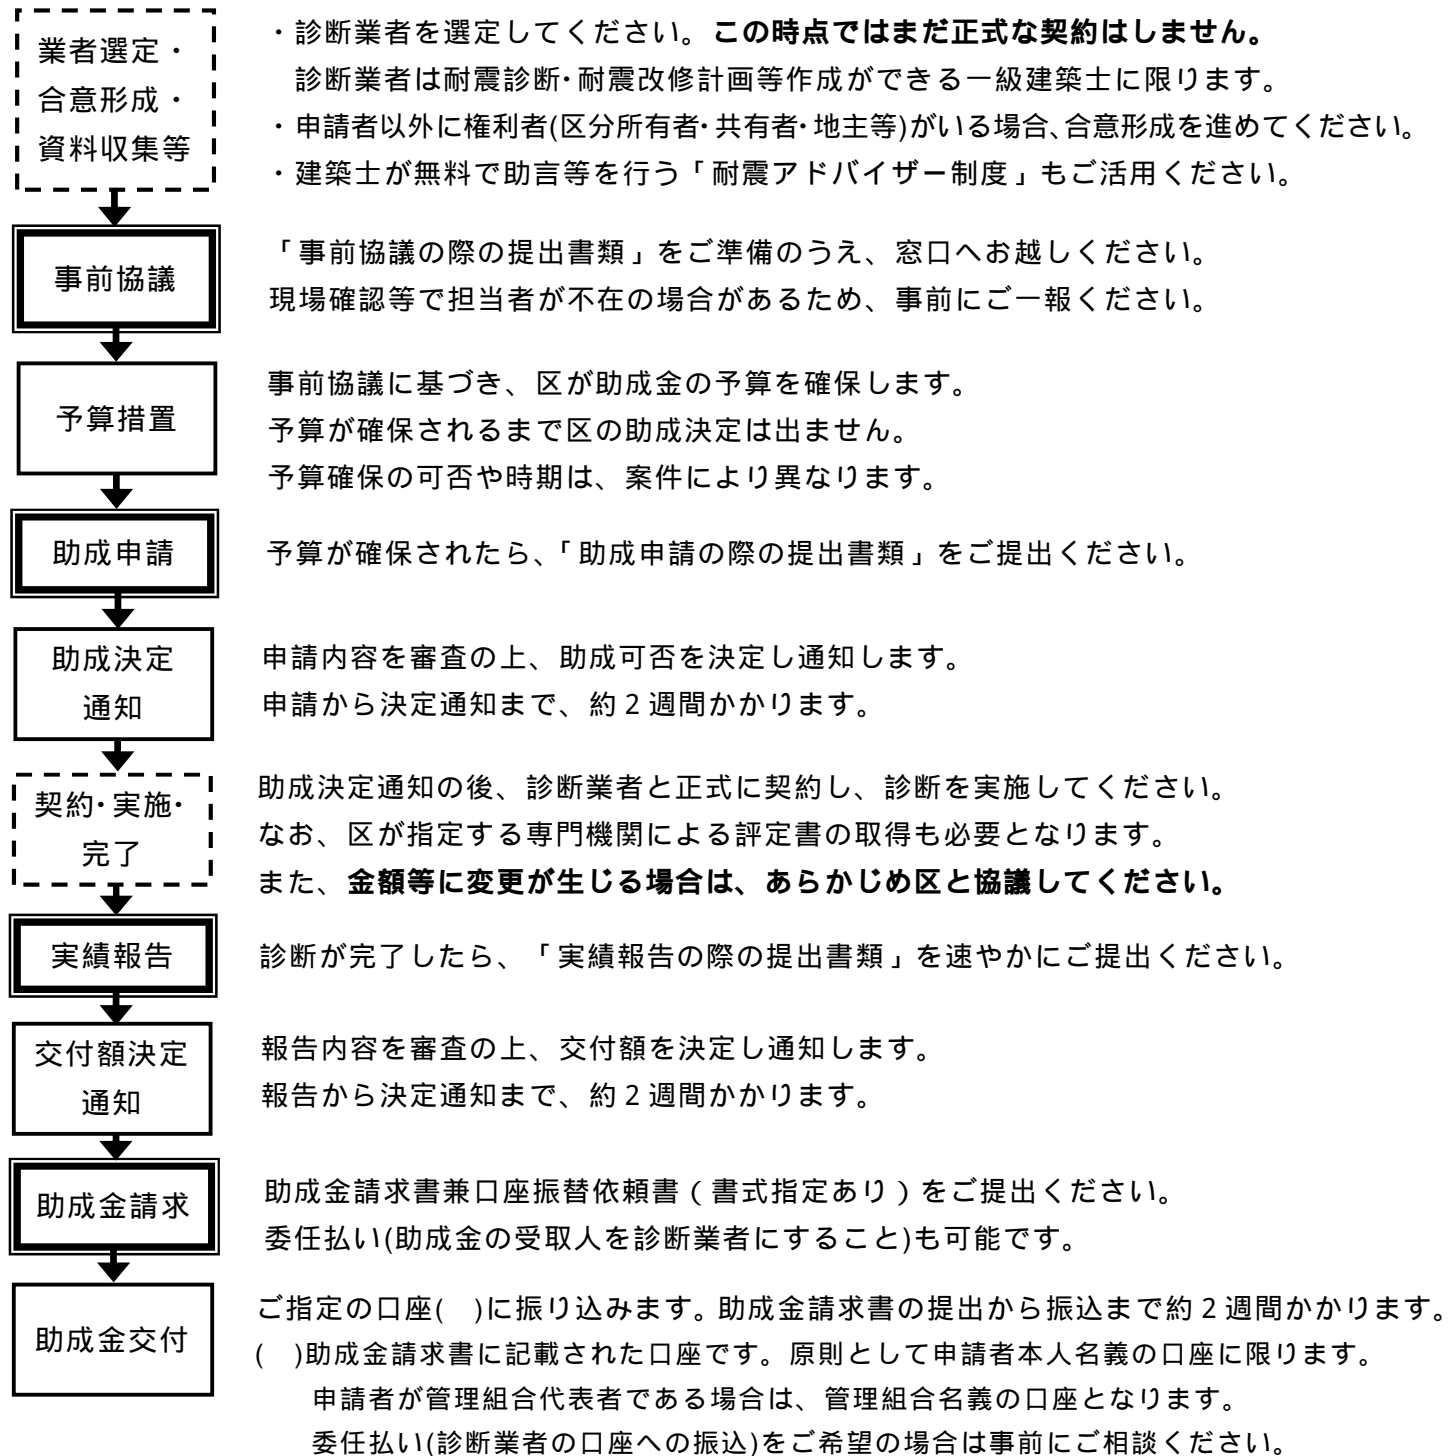 業者選定・
合意形成・
資料収集等
・診断業者を選定してください。この時点ではまだ正式な契約はしません。
診断業者は耐震診断・耐震改修計画等作成ができる一級建築士に限ります。
・申請者以外に権利者(区分所有者・共有者・地主等)がいる場合、合意形成を進めてください。
・建築士が無料で助言等を行う「耐震アドバイザー制度」もご活用ください。
事前協議
「事前協議の際の提出書類」をご準備のうえ、窓口へお越しください。
現場確認等で担当者が不在の場合があるため、事前にご一報ください。
予算措置
事前協議に基づき、区が助成金の予算を確保します。
予算が確保されるまで区の助成決定は出ません。
予算確保の可否や時期は、案件により異なります。
助成申請
予算が確保されたら、「助成申請の際の提出書類」をご提出ください。
助成決定
通知
申請内容を審査の上、助成可否を決定し通知します。
申請から決定通知まで、約２週間かかります。
契約・実施・
完了
助成決定通知の後、診断業者と正式に契約し、診断を実施してください。
なお、区が指定する専門機関による評定書の取得も必要となります。
また、金額等に変更が生じる場合は、あらかじめ区と協議してください。
実績報告
診断が完了したら、「実績報告の際の提出書類」を速やかにご提出ください。
交付額決定
通知
報告内容を審査の上、交付額を決定し通知します。
報告から決定通知まで、約２週間かかります。
助成金請求
助成金請求書兼口座振替依頼書（書式指定あり）をご提出ください。
委任払い(助成金の受取人を診断業者にすること)も可能です。
助成金交付
ご指定の口座(　)に振り込みます。助成金請求書の提出から振込まで約２週間かかります。
(　)助成金請求書に記載された口座です。原則として申請者本人名義の口座に限ります。
申請者が管理組合代表者である場合は、管理組合名義の口座となります。
委任払い(診断業者の口座への振込)をご希望の場合は事前にご相談ください。